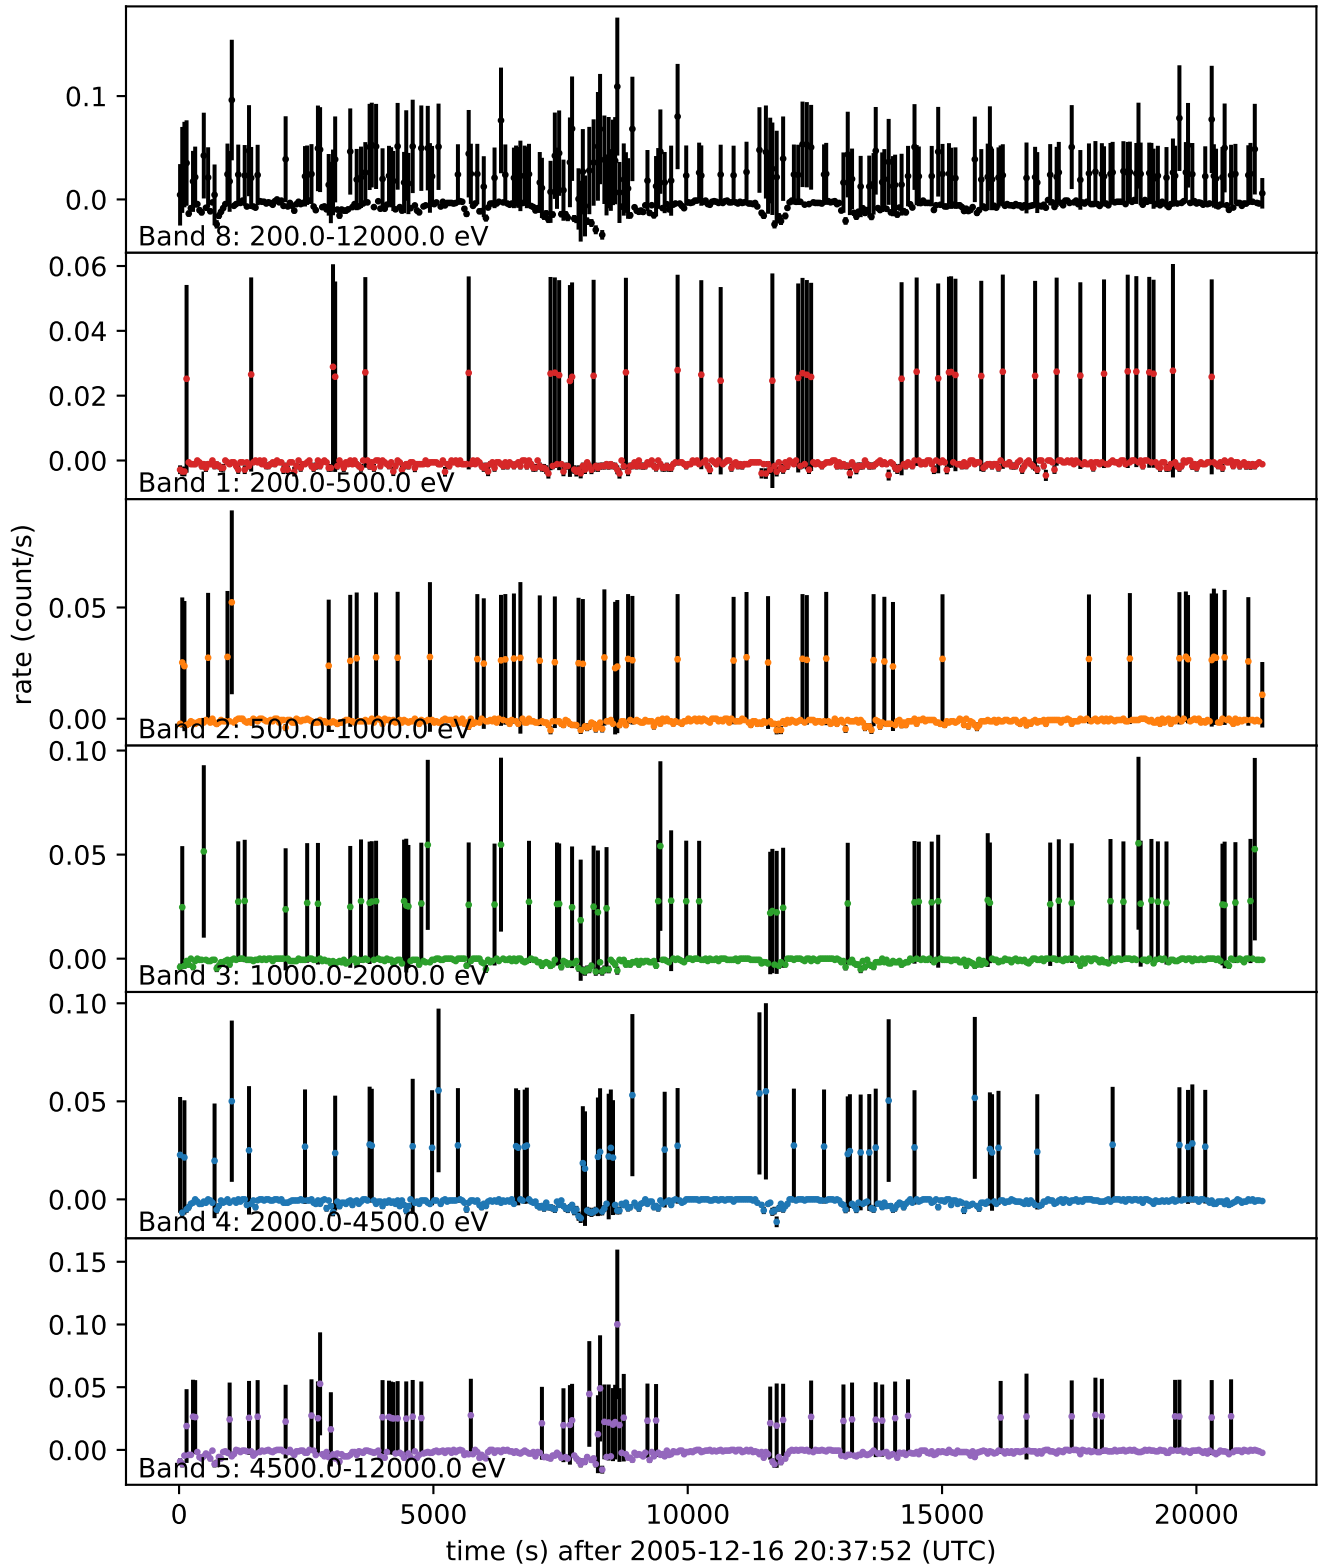 0.1
0.0
Band 8: 200.0-12000.0 eV
0.06
0.04
0.02
0.00
Band 1: 200.0-500.0 eV
rate (count/s)
0.05
0.00
Band 2: 500.0-1000.0 eV
0.10
0.05
0.00
Band 3: 1000.0-2000.0 eV
0.10
0.05
0.00
Band 4: 2000.0-4500.0 eV
0.15
0.10
0.05
0.00
Band 5: 4500.0-12000.0 eV
0 5000 10000 15000 20000
time (s) after 2005-12-16 20:37:52 (UTC)